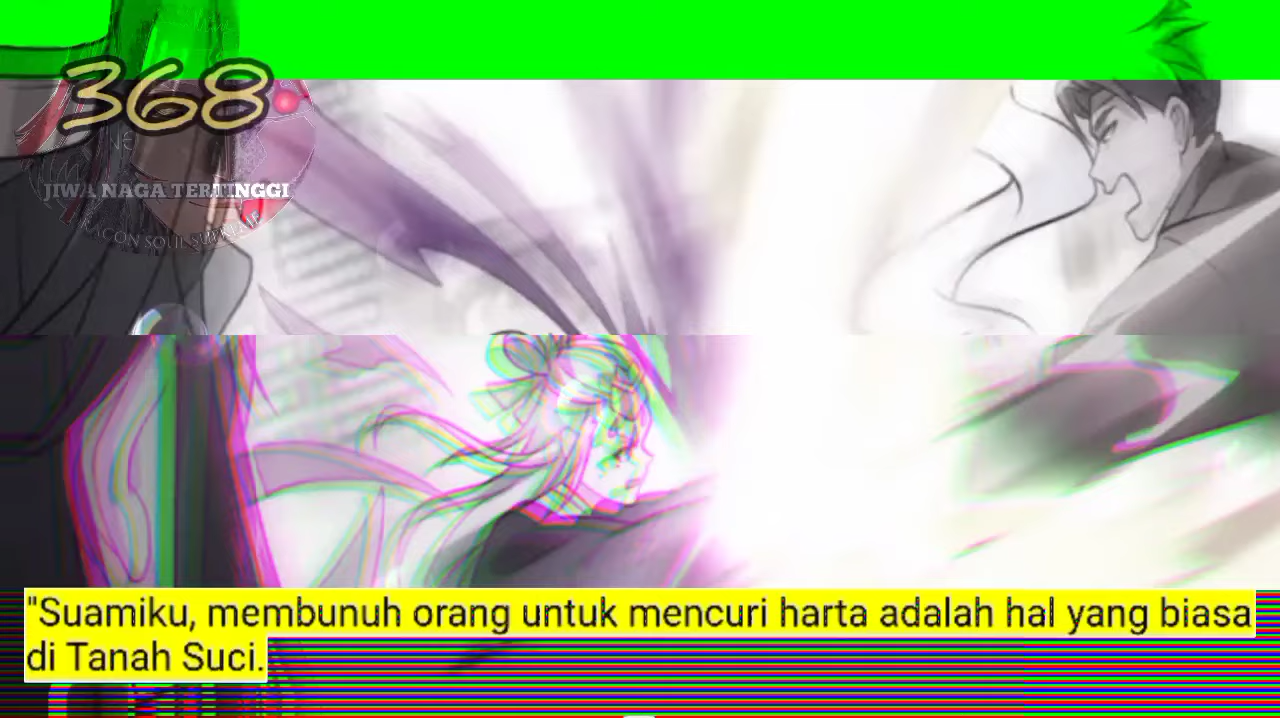 368
JIWA NAGA TERTINGGI
"Suamiku, membunuh orang untuk mencuri harta adalah hal yang biasa
di Tanah Suci.